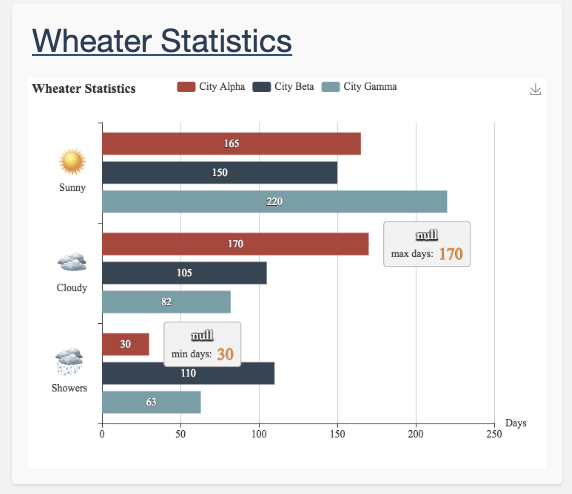 Wheater Statistics
Wheater Statistics
City Alpha City Beta City Gamma
165
Sunny
150
220
null
max days: 170
170
Cloudy
105
82
null
min days: 30
30
Showers
110
63
Days
0 50 100 150 200 250